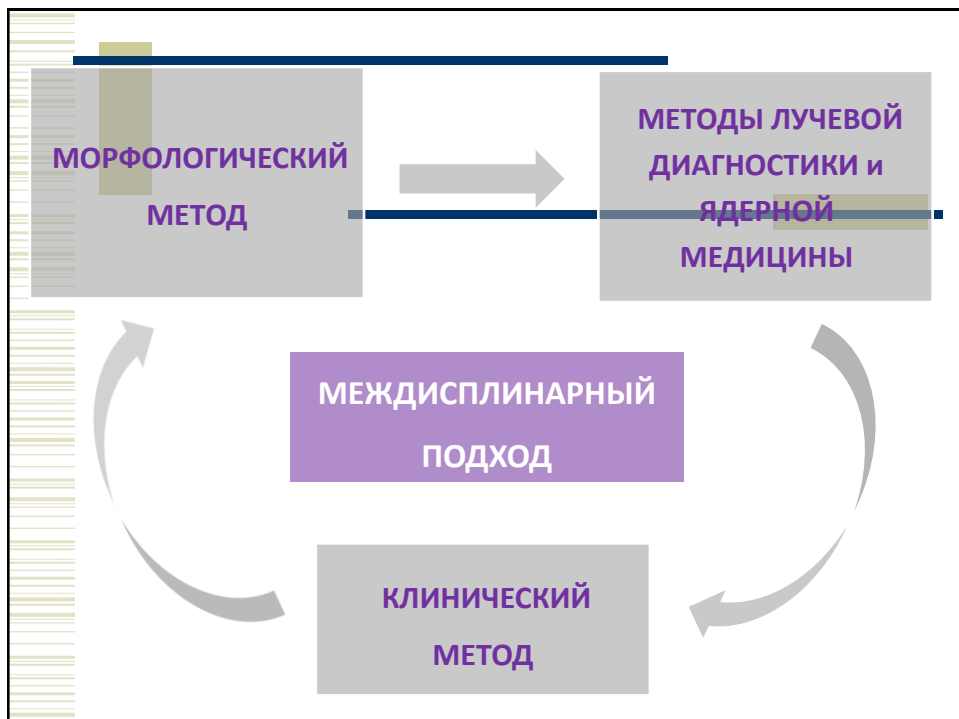 МОРФОЛОГИЧЕСКИЙ
МЕТОД
МЕТОДЫ ЛУЧЕВОЙ
ДИАГНОСТИКИ и
ЯДЕРНОЙ
МЕДИЦИНЫ
МЕЖДИСПЛИНАРНЫЙ
ПОДХОД
КЛИНИЧЕСКИЙ
МЕТОД